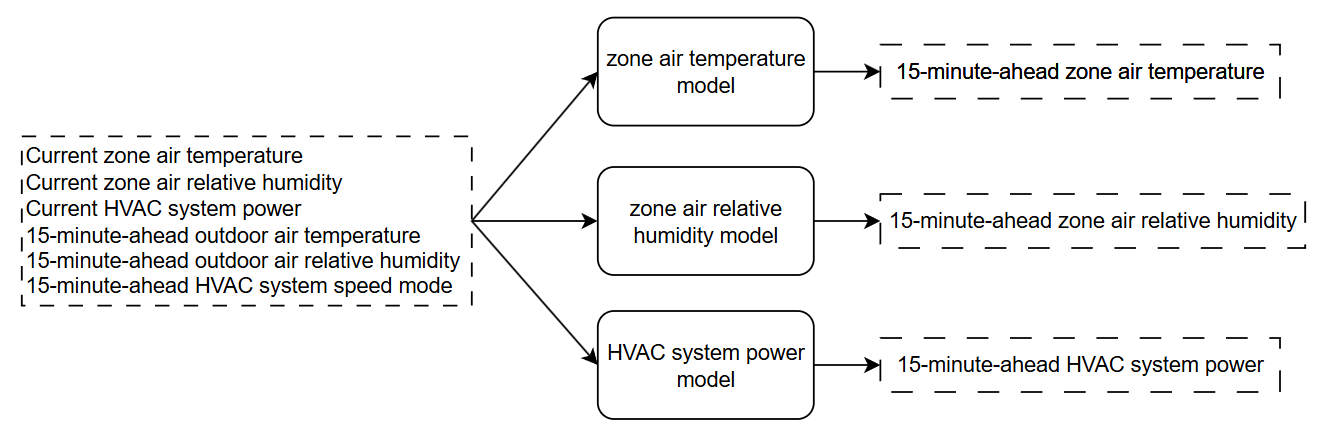 Current zone air temperature
Current zone air relative humidity
Current HVAC system power
15-minute-ahead outdoor air temperature
15-minute-ahead outdoor air relative humidity
15-minute-ahead HVAC system speed mode
zone air temperature
model
15-minute-ahead zone air temperature
zone air relative
humidity model
15-minute-ahead zone air relative humidity
HVAC system power
model
15-minute-ahead HVAC system power